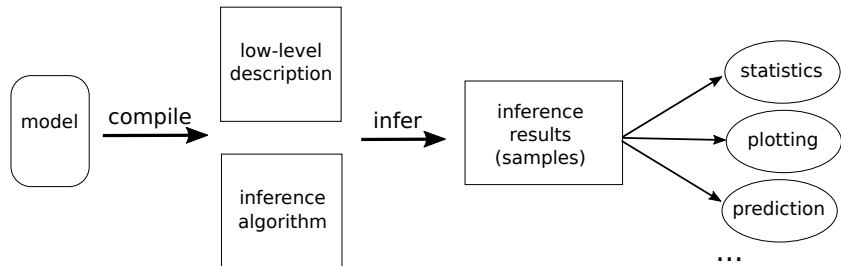 model
compile
low-level
description
inference
algorithm
infer
inference
results
(samples)
statistics
plotting
prediction
...